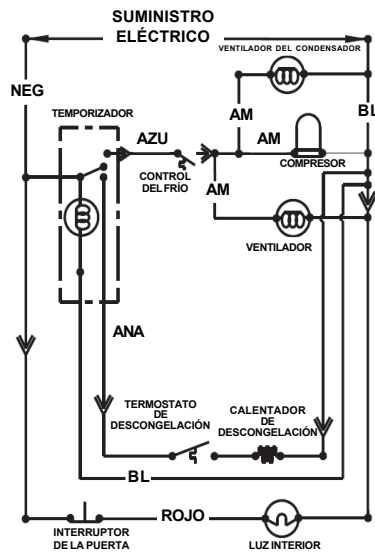 SUMINISTRO
ELÉCTRICO
VENTILADOR DEL CONDENSADOR
NEG
BL
TEMPORIZADOR
AM
AZU
AM
CONTROL
DEL FRÍO
COMPRESOR
AM
VENTILADOR
ANA
TERMOSTATO
DE
DESCONGELACIÓN
CALENTADOR
DE
DESCONGELACIÓN
BL
ROJO
INTERRUPTOR
DE LA PUERTA
LUZ INTERIOR